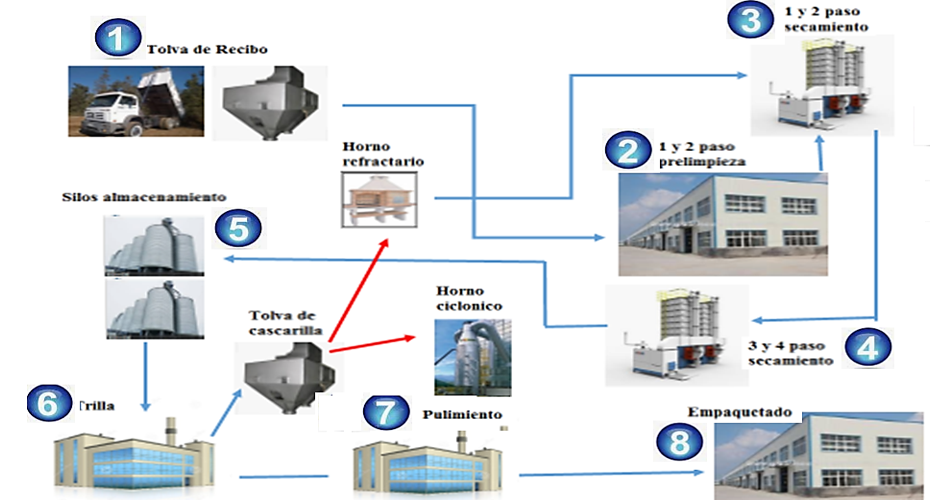 1
Tolva de Recibo
3
1 y 2 paso
secamiento
Horno
refractario
2
1 y 2 paso
prelimpieza
Silos almacenamiento
5
Horno
ciclonico
Tolva de
cascarilla
3 y 4 paso
secamiento
4
6
Trilla
7
Pulimiento
Empaquetado
8